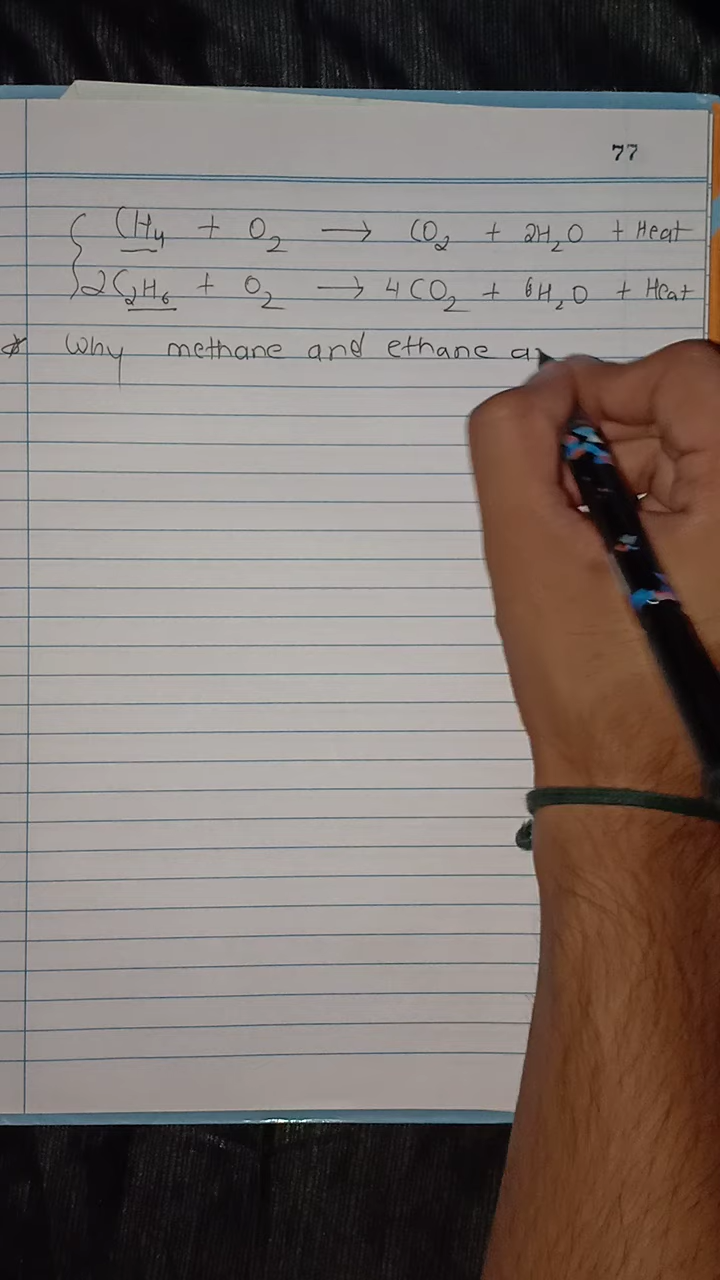 77
CH₄ + O₂ → CO₂ + 2H₂O + Heat
2C₂H₆ + O₂ → 4CO₂ + 6H₂O + Heat
* Why methane and ethane a